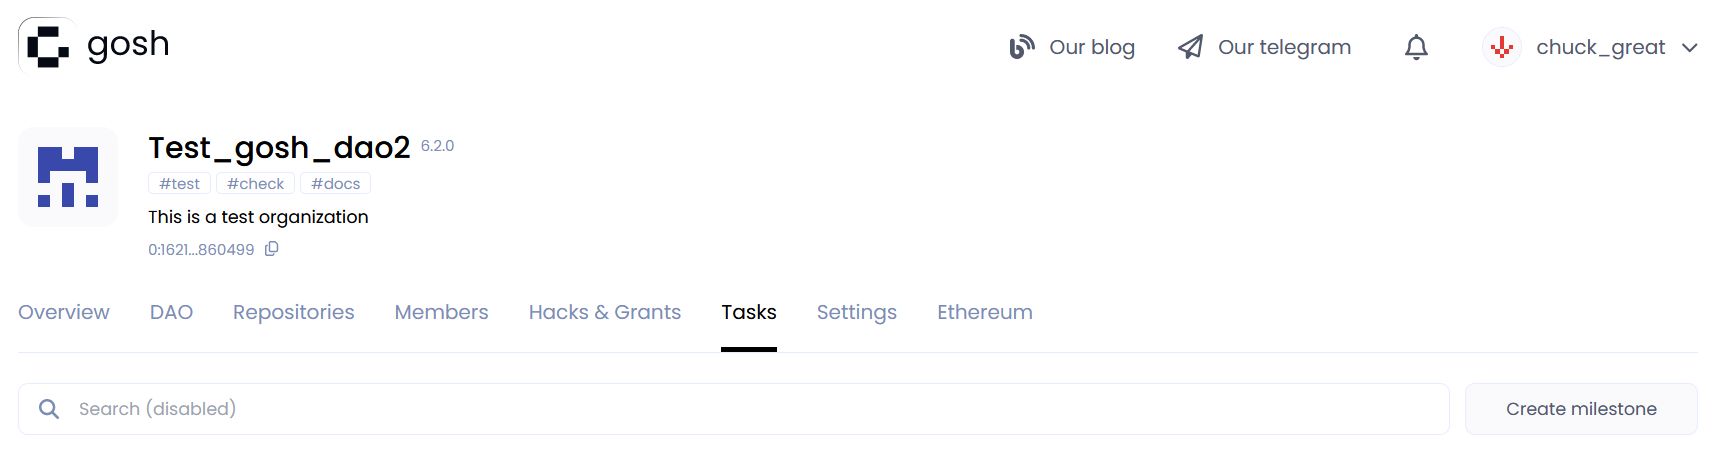 gosh
Our blog
Our telegram
chuck_great
Test_gosh_dao2 6.2.0
#test #check #docs
This is a test organization
0:1621...860499
Overview DAO Repositories Members Hacks & Grants Tasks Settings Ethereum
Search (disabled)
Create milestone